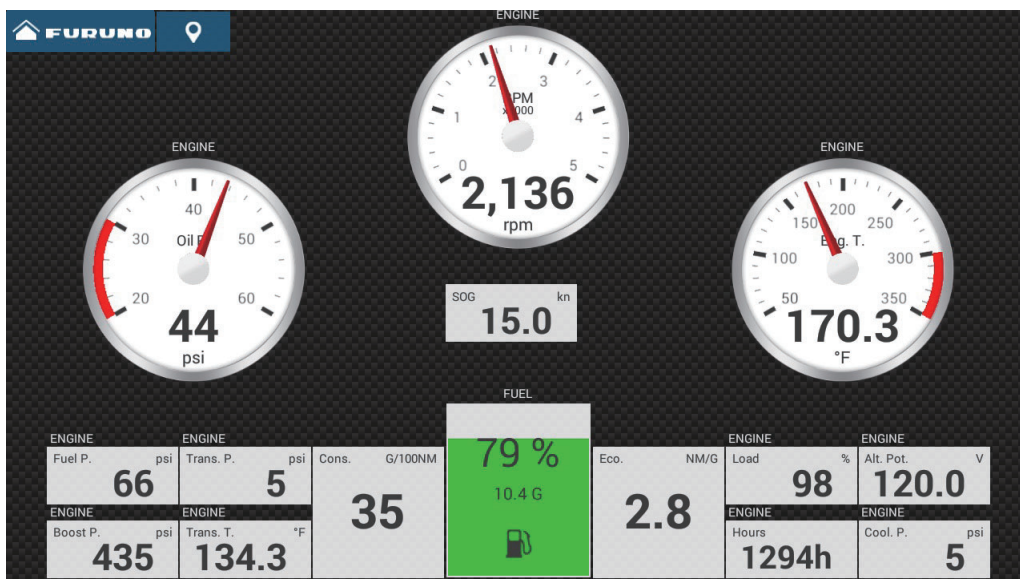 FURUNO
ENGINE
2 3
RPM
x1000
1 4
0 5
2,136
rpm
ENGINE
40
30 50
Oil P.
20 60
44
psi
ENGINE
200
150 250
Eng. T.
100 300
50 350
170.3
°F
SOG kn
15.0
FUEL
79 %
10.4 G
ENGINE
Fuel P. psi
66
ENGINE
Trans. P. psi
5
ENGINE
Boost P. psi
435
ENGINE
Trans. T. °F
134.3
Cons. G/100NM
35
Eco. NM/G
2.8
ENGINE
Load %
98
ENGINE
Alt. Pot. V
120.0
ENGINE
Hours
1294h
ENGINE
Cool. P. psi
5